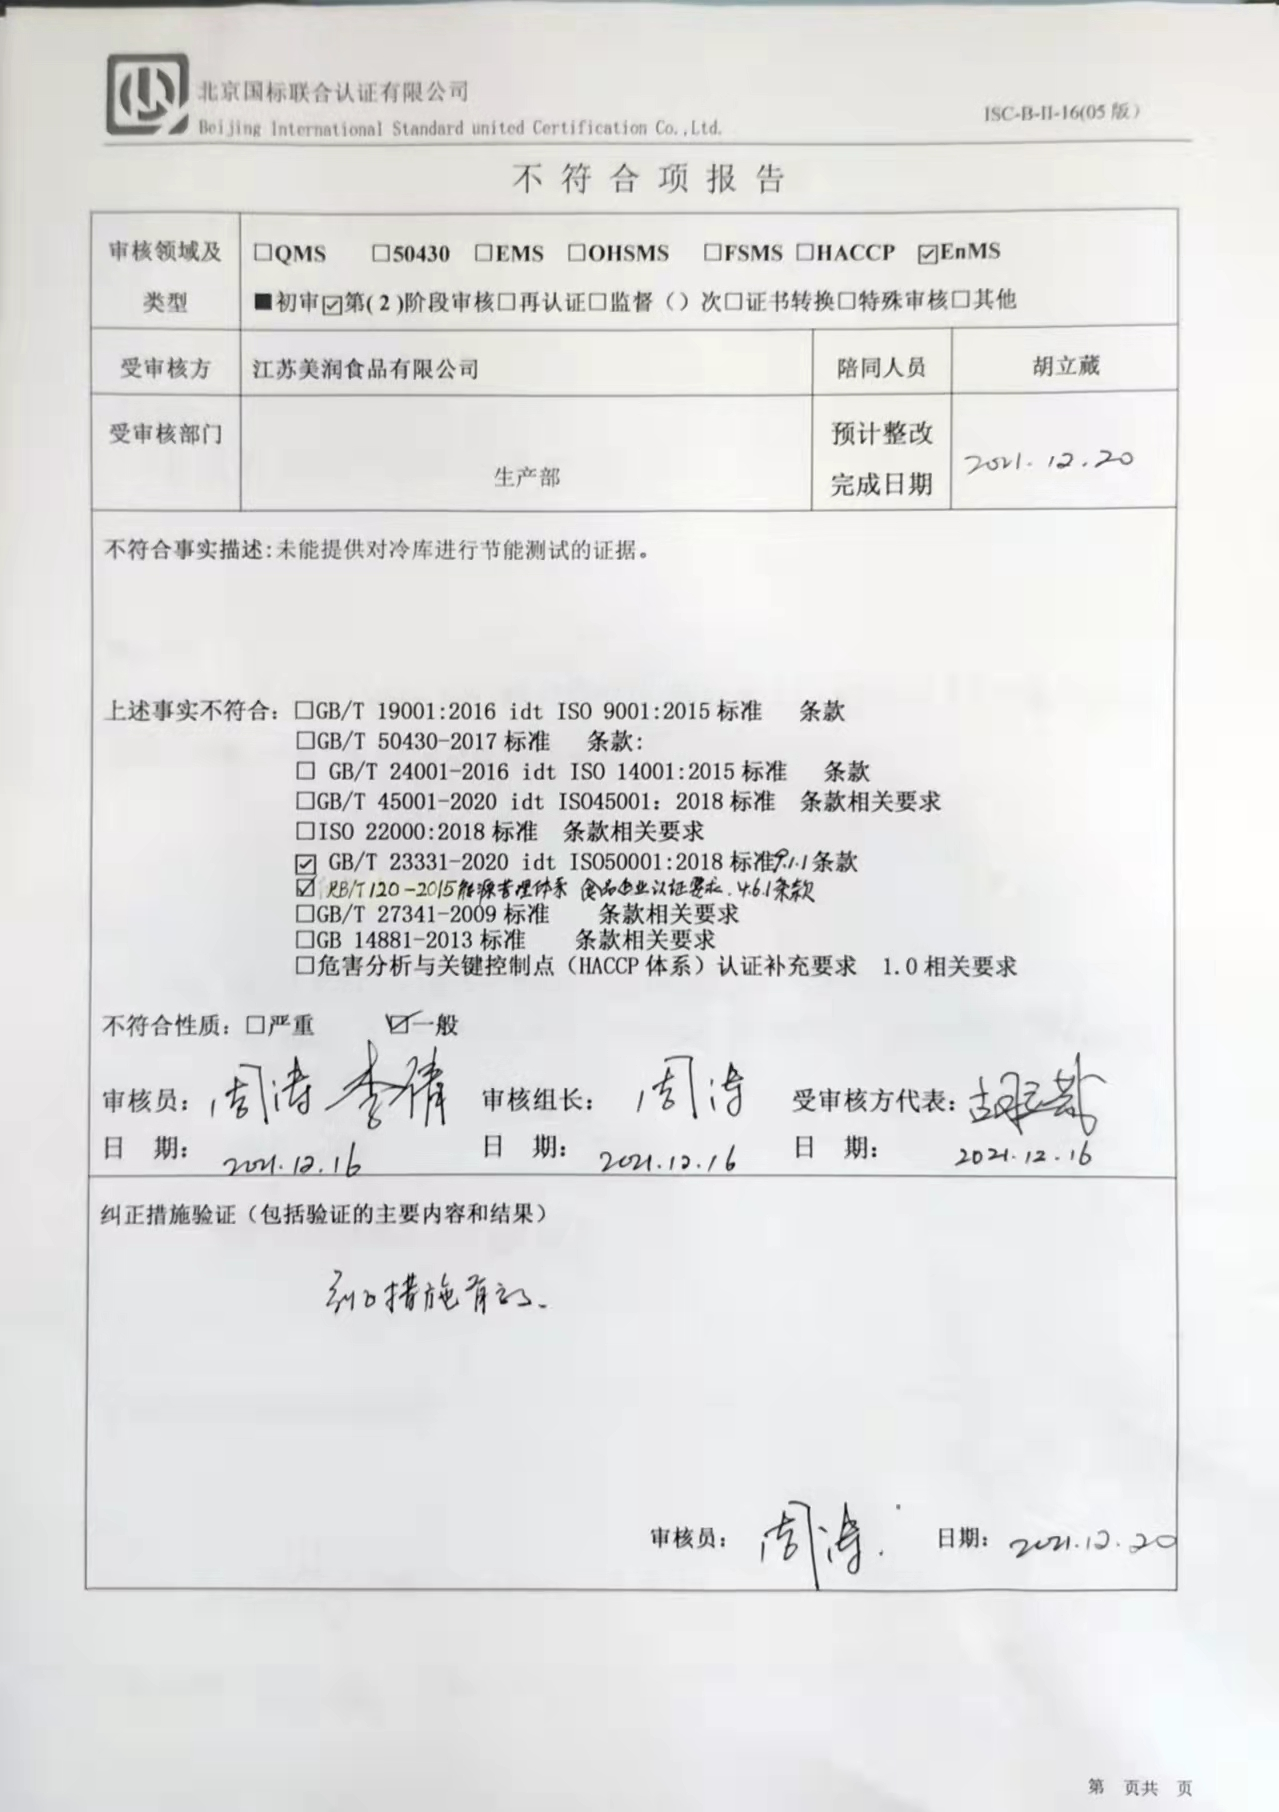 北京国标联合认证有限公司
Beijing International Standard united Certification Co.,Ltd.
ISC-B-II-16(05 版)
不符合项报告
审核领域及类型
□QMS □50430 □EMS □OHSMS □FSMS □HACCP ☑EnMS
■初审☑第( 2 )阶段审核□再认证□监督（）次□证书转换□特殊审核□其他
受审核方 江苏美润食品有限公司 陪同人员 胡立葳
受审核部门 生产部 预计整改完成日期 2021.12.20
不符合事实描述:未能提供对冷库进行节能测试的证据。
上述事实不符合: □GB/T 19001:2016 idt ISO 9001:2015 标准 条款
□GB/T 50430-2017 标准 条款:
□ GB/T 24001-2016 idt ISO 14001:2015 标准 条款
□GB/T 45001-2020 idt ISO45001: 2018 标准 条款相关要求
□ISO 22000:2018 标准 条款相关要求
☑ GB/T 23331-2020 idt ISO50001:2018 标准9.1.1条款
☑ RB/T 120-2015能源管理体系 食品企业认证要求. 4.6.1条款
□GB/T 27341-2009 标准 条款相关要求
□GB 14881-2013 标准 条款相关要求
□危害分析与关键控制点（HACCP 体系）认证补充要求 1.0 相关要求
不符合性质: □严重 ☑一般
审核员: 周涛 李倩 审核组长: 周涛 受审核方代表: 胡立葳
日 期: 2021.12.16 日 期: 2021.12.16 日 期: 2021.12.16
纠正措施验证（包括验证的主要内容和结果）
纠正措施有效.
审核员: 周涛. 日期: 2021.12.20
第 页共 页